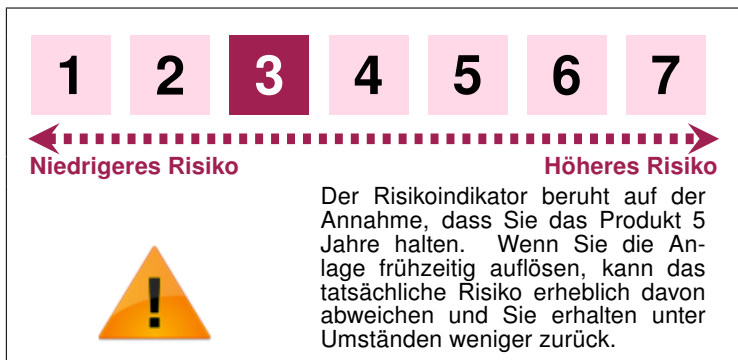 1 2 3 4 5 6 7
Niedrigeres Risiko Höheres Risiko
Der Risikoindikator beruht auf der
Annahme, dass Sie das Produkt 5
Jahre halten. Wenn Sie die An-
lage frühzeitig auflösen, kann das
tatsächliche Risiko erheblich davon
abweichen und Sie erhalten unter
Umständen weniger zurück.
!